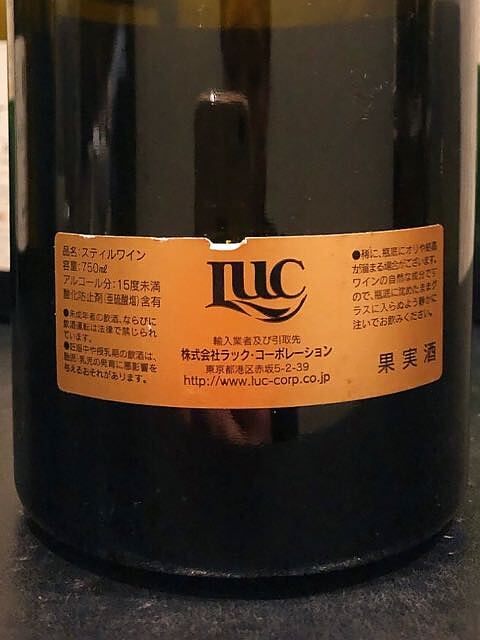 品名:スティルワイン
容量:750㎖
アルコール分:15度未満
酸化防止剤(亜硫酸塩)含有
●未成年者の飲酒、ならびに
飲酒運転は法律で禁じられ
ています。
●妊娠中や授乳期の飲酒は、
胎児・乳児の発育に悪影響を
与えるおそれがあります。
LUC
輸入業者及び引取先
株式会社ラック・コーポレーション
東京都港区赤坂5-2-39
http://www.luc-corp.co.jp
●稀に、瓶底にオリや結晶
が溜まる場合がございます。
ワインの自然な成分です
ので、瓶底に沈めたままグ
ラスに入らぬよう静かに
注いでお飲みください。
果実酒